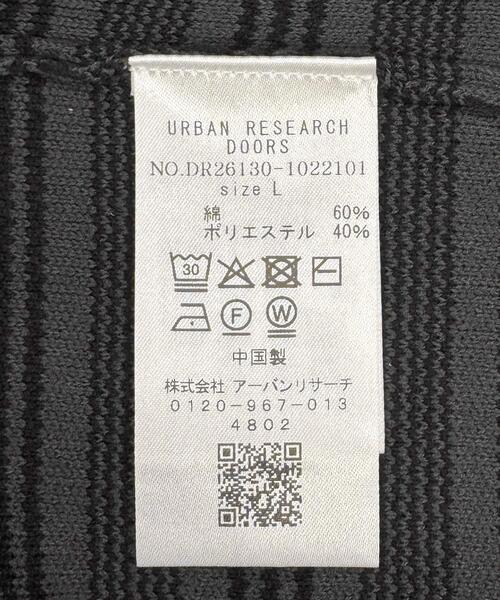 URBAN RESEARCH
DOORS
NO.DR26130-1022101
size L
綿 60%
ポリエステル 40%
30
F W
中国製
株式会社 アーバンリサーチ
0120-967-013
4802